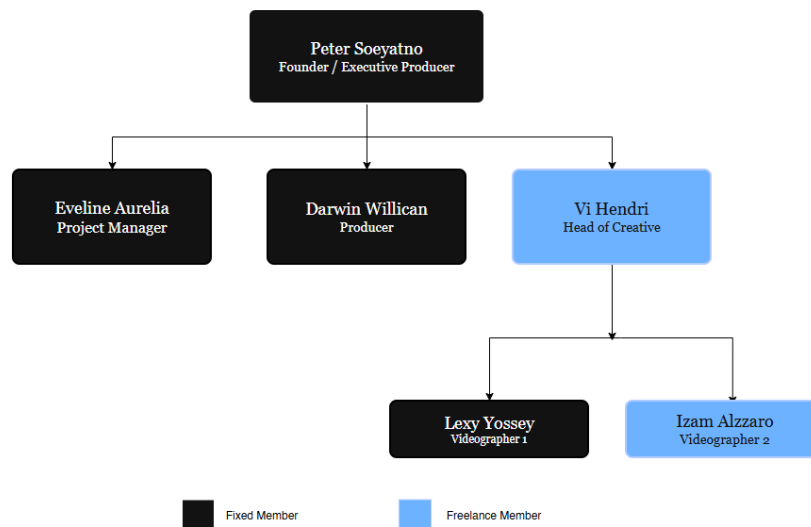 Peter Soeyatno
Founder / Executive Producer
Eveline Aurelia
Project Manager
Darwin Willican
Producer
Vi Hendri
Head of Creative
Lexy Yossey
Videographer 1
Izam Alzzaro
Videographer 2
Fixed Member
Freelance Member